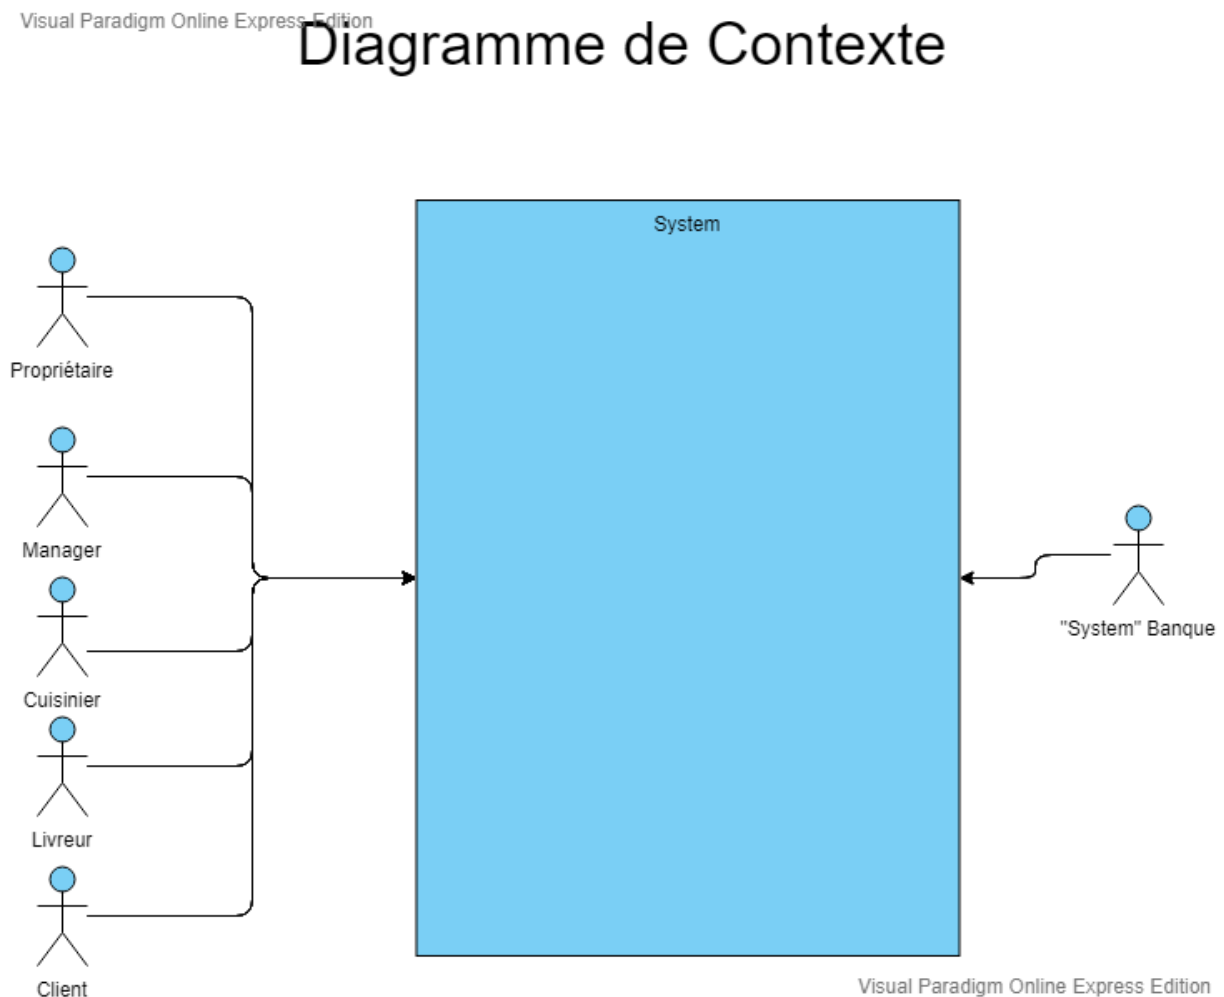 Visual Paradigm Online Express Edition
Diagramme de Contexte
System
Propriétaire
Manager
"System" Banque
Cuisinier
Livreur
Client
Visual Paradigm Online Express Edition